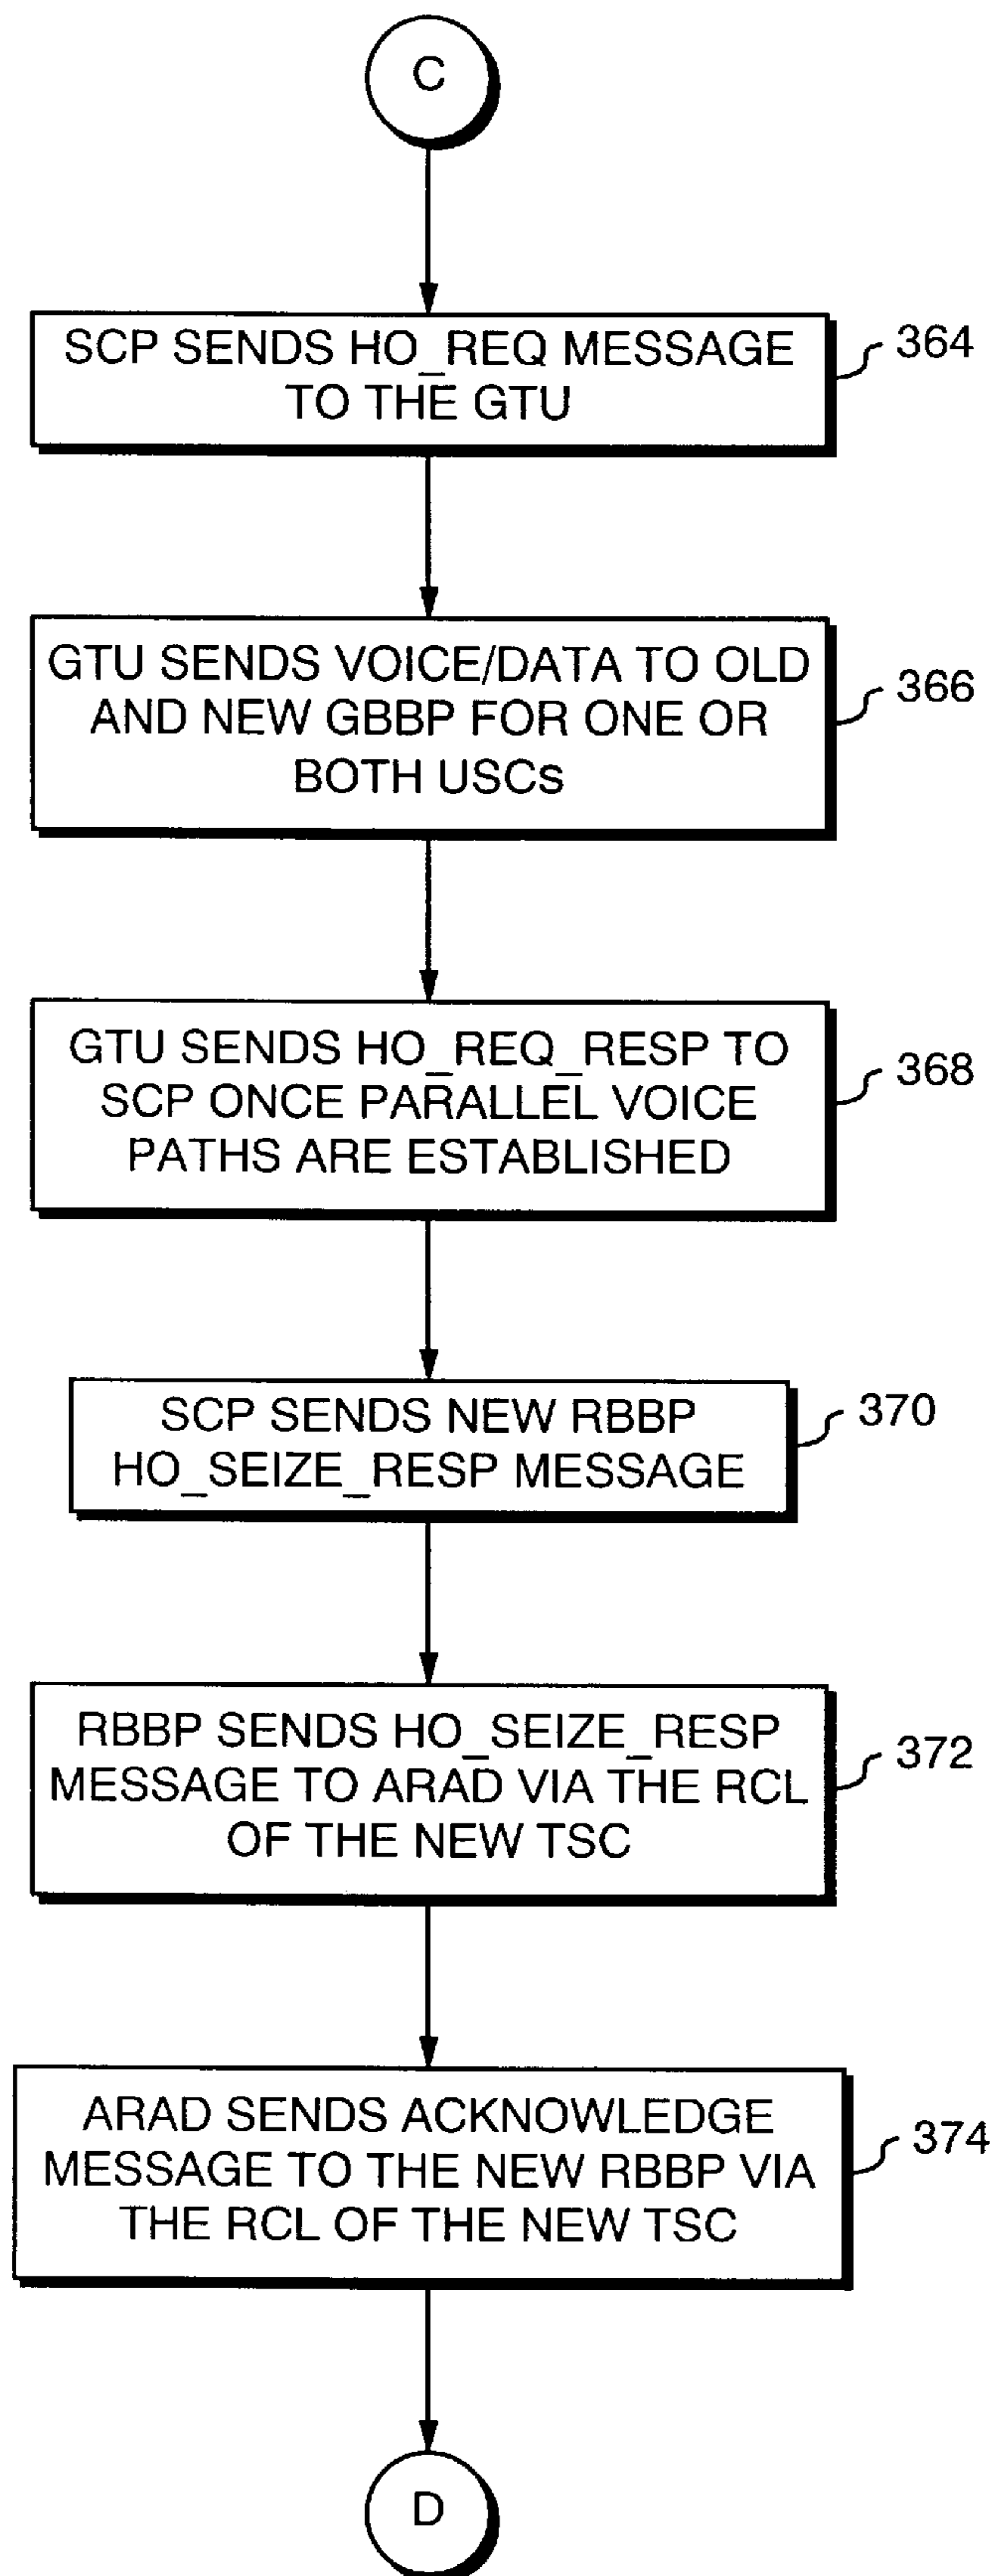 C
SCP SENDS HO_REQ MESSAGE
TO THE GTU
364
GTU SENDS VOICE/DATA TO OLD
AND NEW GBBP FOR ONE OR
BOTH USCs
366
GTU SENDS HO_REQ_RESP TO
SCP ONCE PARALLEL VOICE
PATHS ARE ESTABLISHED
368
SCP SENDS NEW RBBP
HO_SEIZE_RESP MESSAGE
370
RBBP SENDS HO_SEIZE_RESP
MESSAGE TO ARAD VIA THE RCL
OF THE NEW TSC
372
ARAD SENDS ACKNOWLEDGE
MESSAGE TO THE NEW RBBP VIA
THE RCL OF THE NEW TSC
374
D